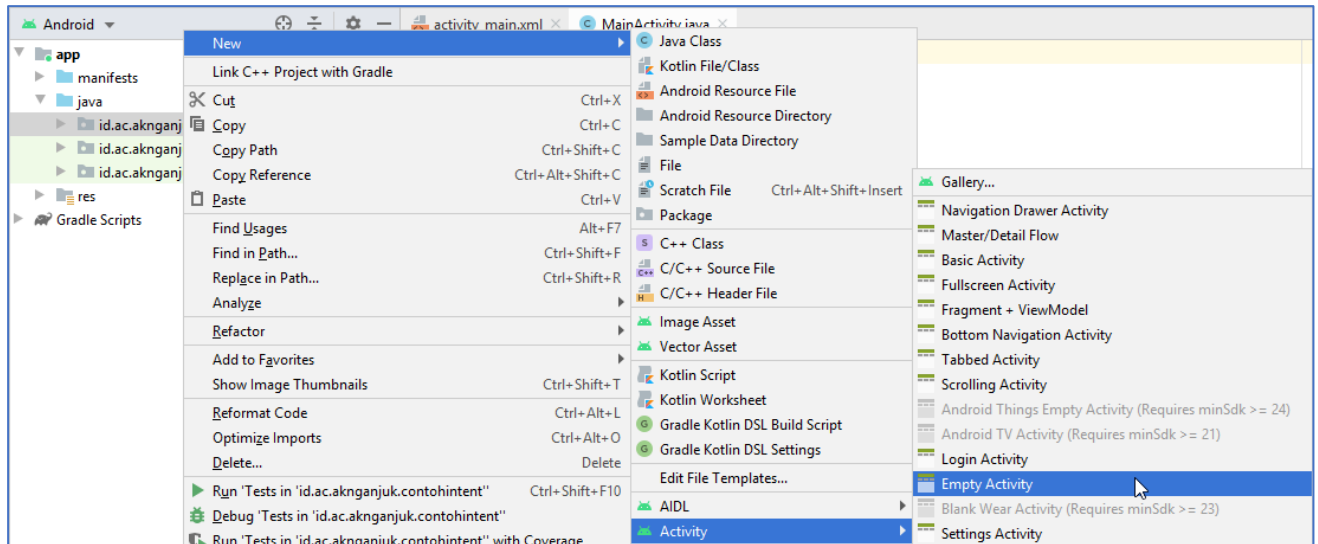 Android
activity_main.xml
MainActivity.java
app
manifests
java
id.ac.aknganj
id.ac.aknganj
id.ac.aknganj
res
Gradle Scripts
New
Link C++ Project with Gradle
Cut Ctrl+X
Copy Ctrl+C
Copy Path Ctrl+Shift+C
Copy Reference Ctrl+Alt+Shift+C
Paste Ctrl+V
Find Usages Alt+F7
Find in Path... Ctrl+Shift+F
Replace in Path... Ctrl+Shift+R
Analyze
Refactor
Add to Favorites
Show Image Thumbnails Ctrl+Shift+T
Reformat Code Ctrl+Alt+L
Optimize Imports Ctrl+Alt+O
Delete... Delete
Run 'Tests in 'id.ac.aknganjuk.contohintent'' Ctrl+Shift+F10
Debug 'Tests in 'id.ac.aknganjuk.contohintent''
Run 'Tests in 'id.ac.aknganjuk.contohintent'' with Coverage
Java Class
Kotlin File/Class
Android Resource File
Android Resource Directory
Sample Data Directory
File
Scratch File Ctrl+Alt+Shift+Insert
Package
C++ Class
C/C++ Source File
C/C++ Header File
Image Asset
Vector Asset
Kotlin Script
Kotlin Worksheet
Gradle Kotlin DSL Build Script
Gradle Kotlin DSL Settings
Edit File Templates...
AIDL
Activity
Gallery...
Navigation Drawer Activity
Master/Detail Flow
Basic Activity
Fullscreen Activity
Fragment + ViewModel
Bottom Navigation Activity
Tabbed Activity
Scrolling Activity
Android Things Empty Activity (Requires minSdk >= 24)
Android TV Activity (Requires minSdk >= 21)
Login Activity
Empty Activity
Blank Wear Activity (Requires minSdk >= 23)
Settings Activity